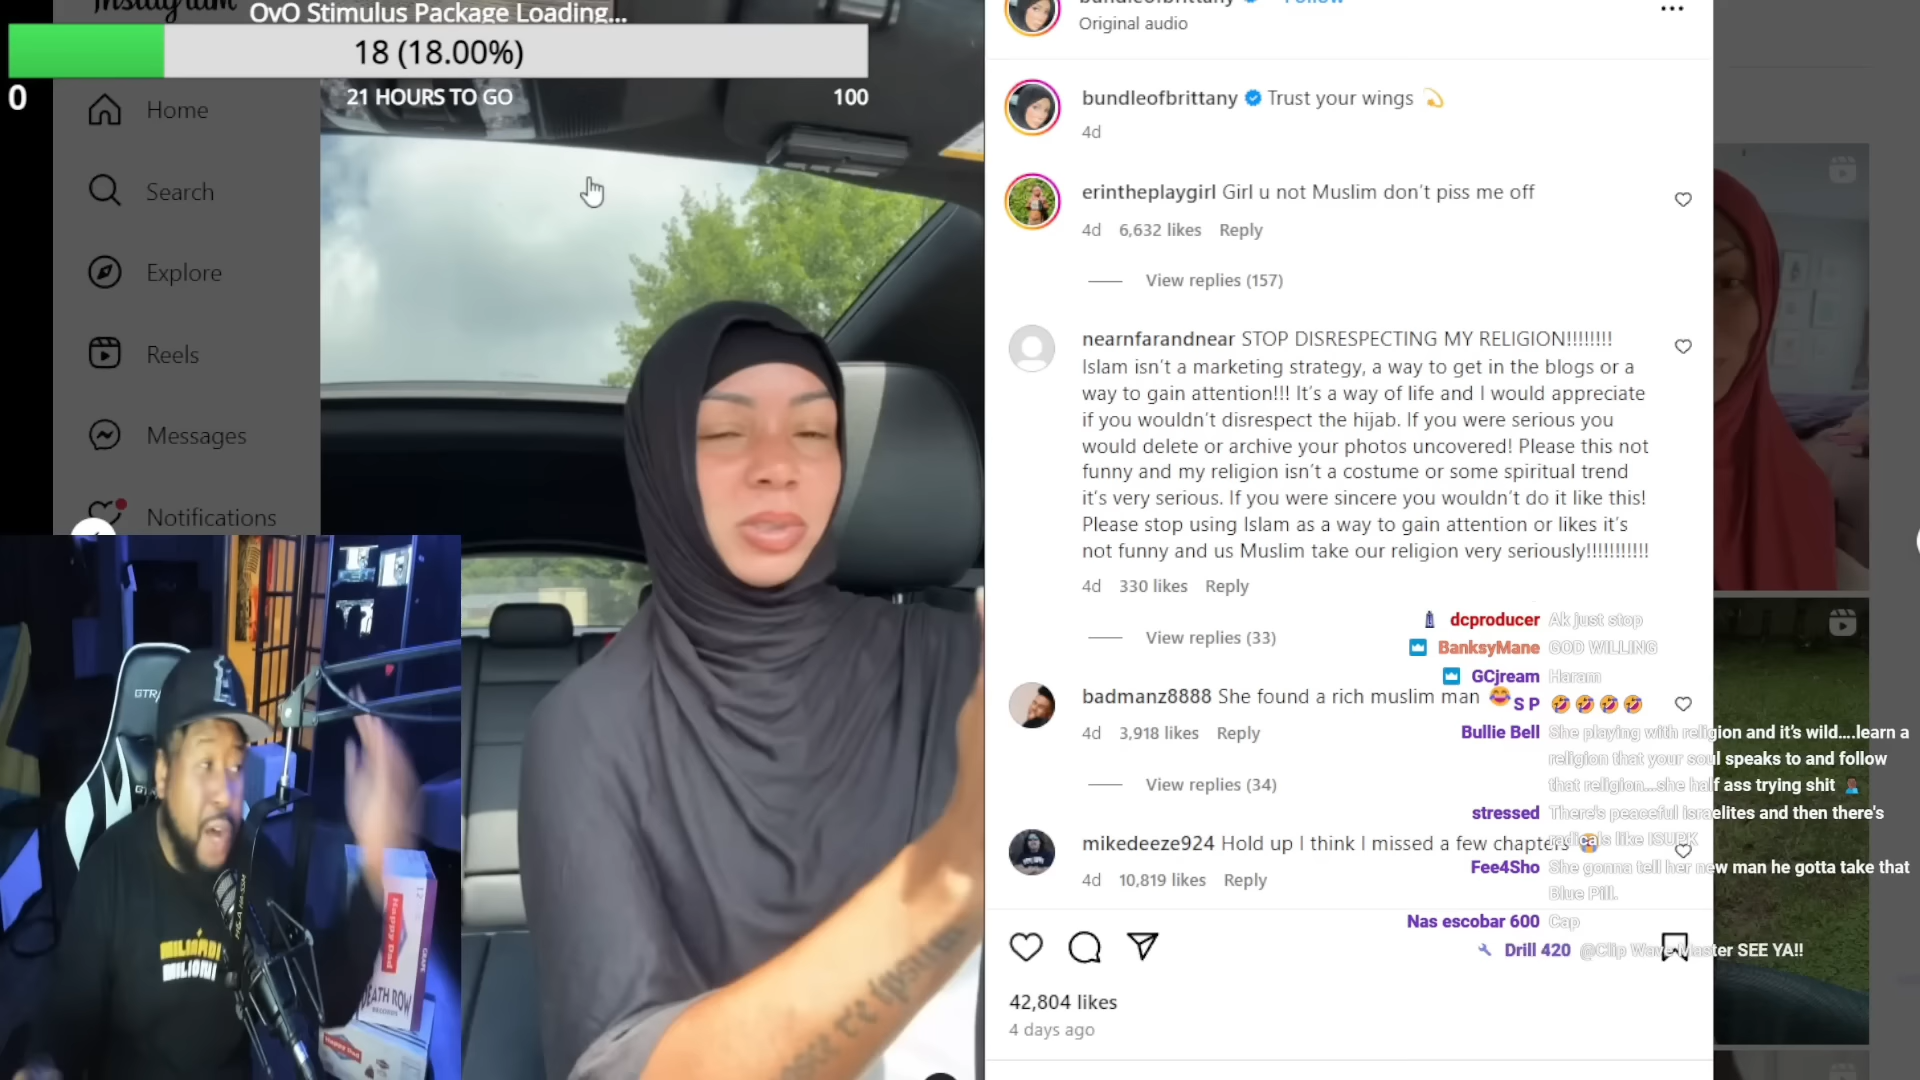 Instagram
OvO Stimulus Package Loading...
18 (18.00%)
0
21 HOURS TO GO
100
Home
Search
Explore
Reels
Messages
Notifications
bundleofbrittany Follow
Original audio
bundleofbrittany Trust your wings 💫
4d
erintheplaygirl Girl u not Muslim don't piss me off
4d 6,632 likes Reply
View replies (157)
nearnfarandnear STOP DISRESPECTING MY RELIGION!!!!!!!!
Islam isn't a marketing strategy, a way to get in the blogs or a
way to gain attention!!! It's a way of life and I would appreciate
if you wouldn't disrespect the hijab. If you were serious you
would delete or archive your photos uncovered! Please this not
funny and my religion isn't a costume or some spiritual trend
it's very serious. If you were sincere you wouldn't do it like this!
Please stop using Islam as a way to gain attention or likes it's
not funny and us Muslim take our religion very seriously!!!!!!!!!!!
4d 330 likes Reply
View replies (33)
badmanz8888 She found a rich muslim man 😂
4d 3,918 likes Reply
View replies (34)
mikedeeze924 Hold up I think I missed a few chapters 😭
4d 10,819 likes Reply
42,804 likes
4 days ago
dcproducer Ak just stop
BanksyMane GOD WILLING
GCjream Haram
S P 🤣🤣🤣🤣
Bullie Bell She playing with religion and it's wild....learn a
religion that your soul speaks to and follow
that religion...she half ass trying shit
stressed There's peaceful israelites and then there's
radicals like ISUPK
Fee4Sho She gonna tell her new man he gotta take that
Blue Pill.
Nas escobar 600 Cap
Drill 420 @Clip Wave Master SEE YA!!
GTR
Happy Dad
GRAPE
DEATH ROW
RECORDS
Happy Dad